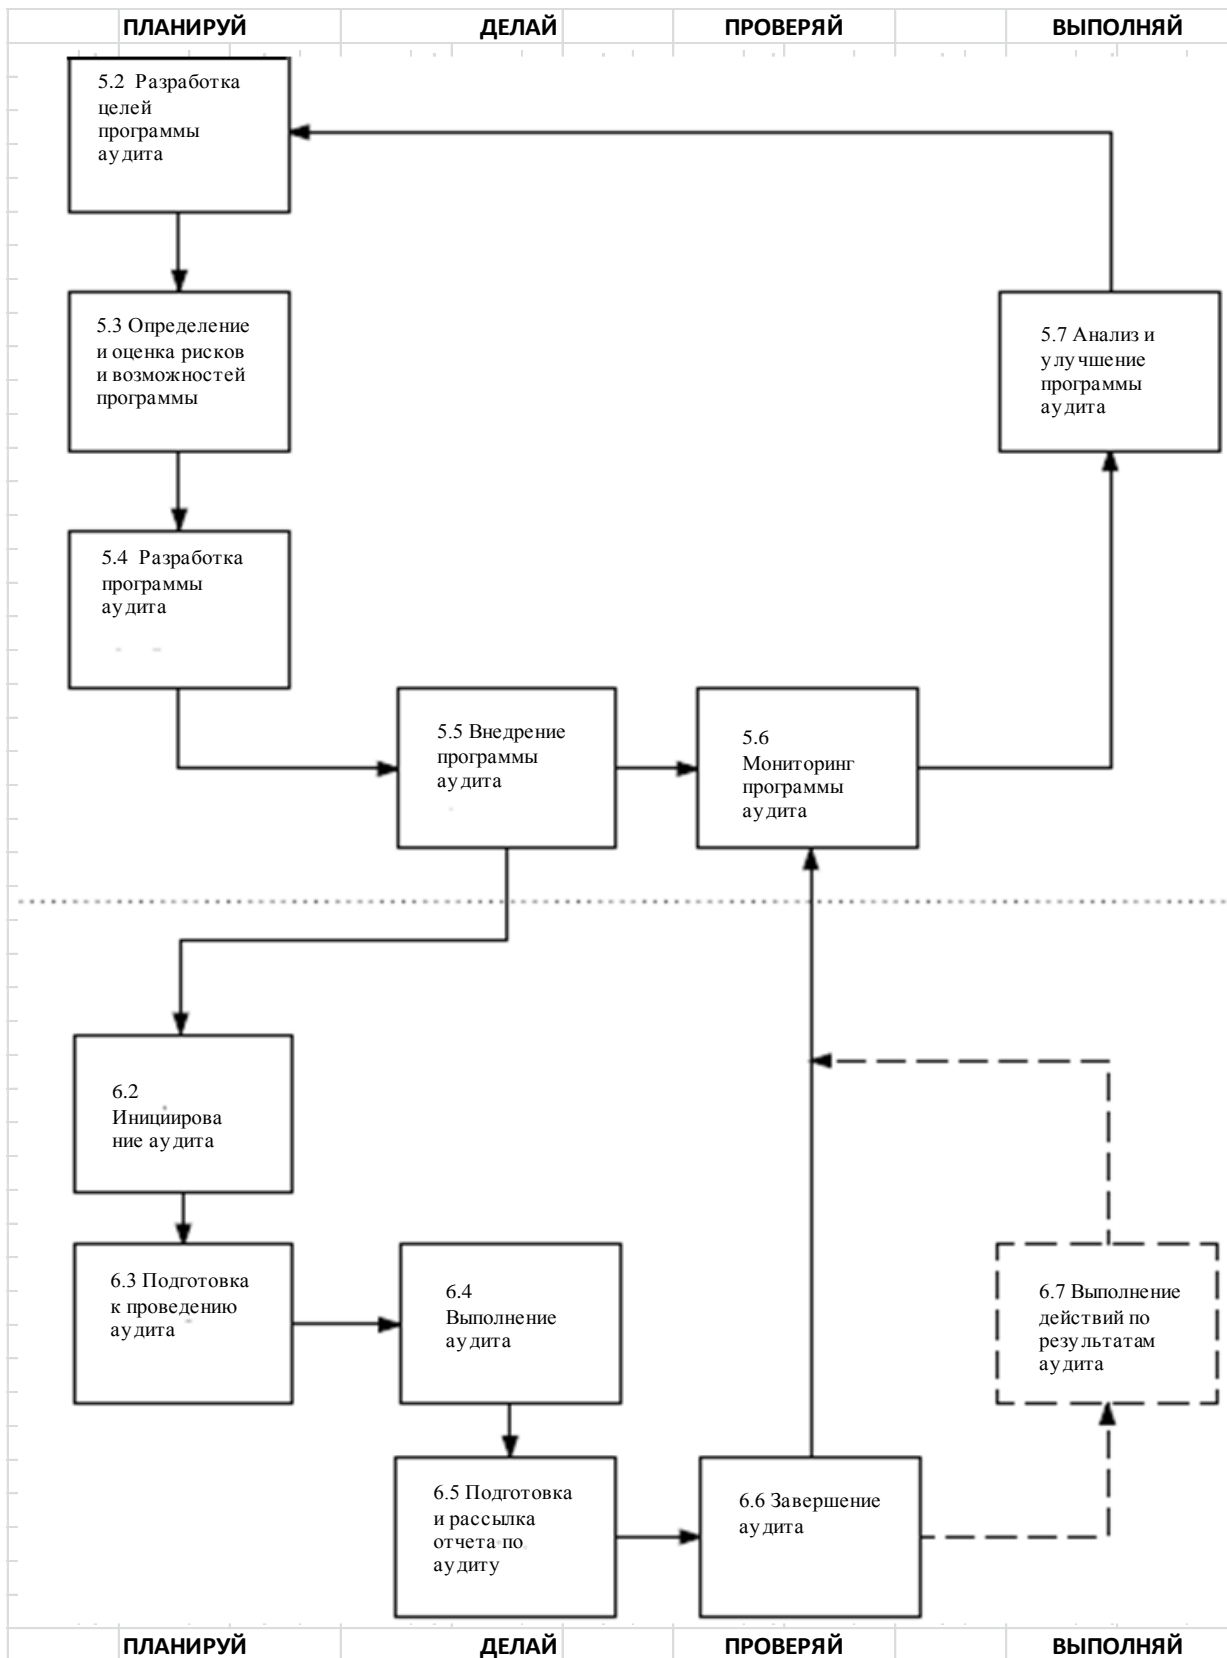 ПЛАНИРУЙ ДЕЛАЙ ПРОВЕРЯЙ ВЫПОЛНЯЙ
5.2 Разработка
целей
программы
аудита
5.3 Определение
и оценка рисков
и возможностей
программы
5.7 Анализ и
улучшение
программы
аудита
5.4 Разработка
программы
аудита
5.5 Внедрение
программы
аудита
5.6
Мониторинг
программы
аудита
6.2
Инициирова
ние аудита
6.3 Подготовка
к проведению
аудита
6.4
Выполнение
аудита
6.7 Выполнение
действий по
результатам
аудита
6.5 Подготовка
и рассылка
отчета по
аудиту
6.6 Завершение
аудита
ПЛАНИРУЙ ДЕЛАЙ ПРОВЕРЯЙ ВЫПОЛНЯЙ